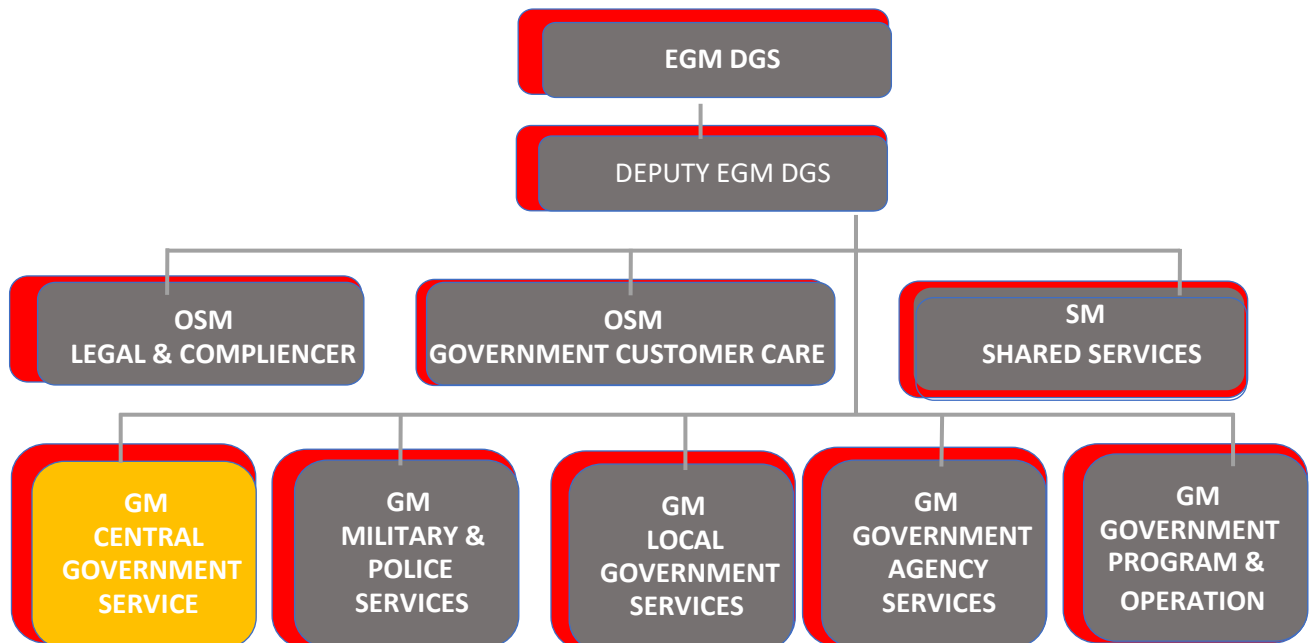 EGM DGS
DEPUTY EGM DGS
OSM
LEGAL & COMPLIENCER
OSM
GOVERNMENT CUSTOMER CARE
SM
SHARED SERVICES
GM
CENTRAL
GOVERNMENT
SERVICE
GM
MILITARY &
POLICE
SERVICES
GM
LOCAL
GOVERNMENT
SERVICES
GM
GOVERNMENT
AGENCY
SERVICES
GM
GOVERNMENT
PROGRAM &
OPERATION